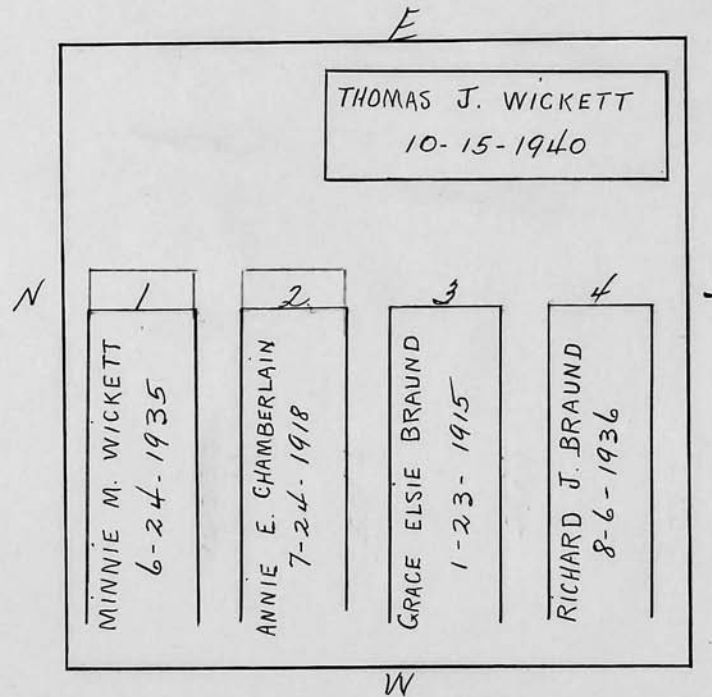 E
THOMAS J. WICKETT
10-15-1940
N
1
2
3
4
MINNIE M. WICKETT
6-24-1935
ANNIE E. CHAMBERLAIN
7-24-1918
GRACE ELSIE BRAUND
1-23-1915
RICHARD J. BRAUND
8-6-1936
W